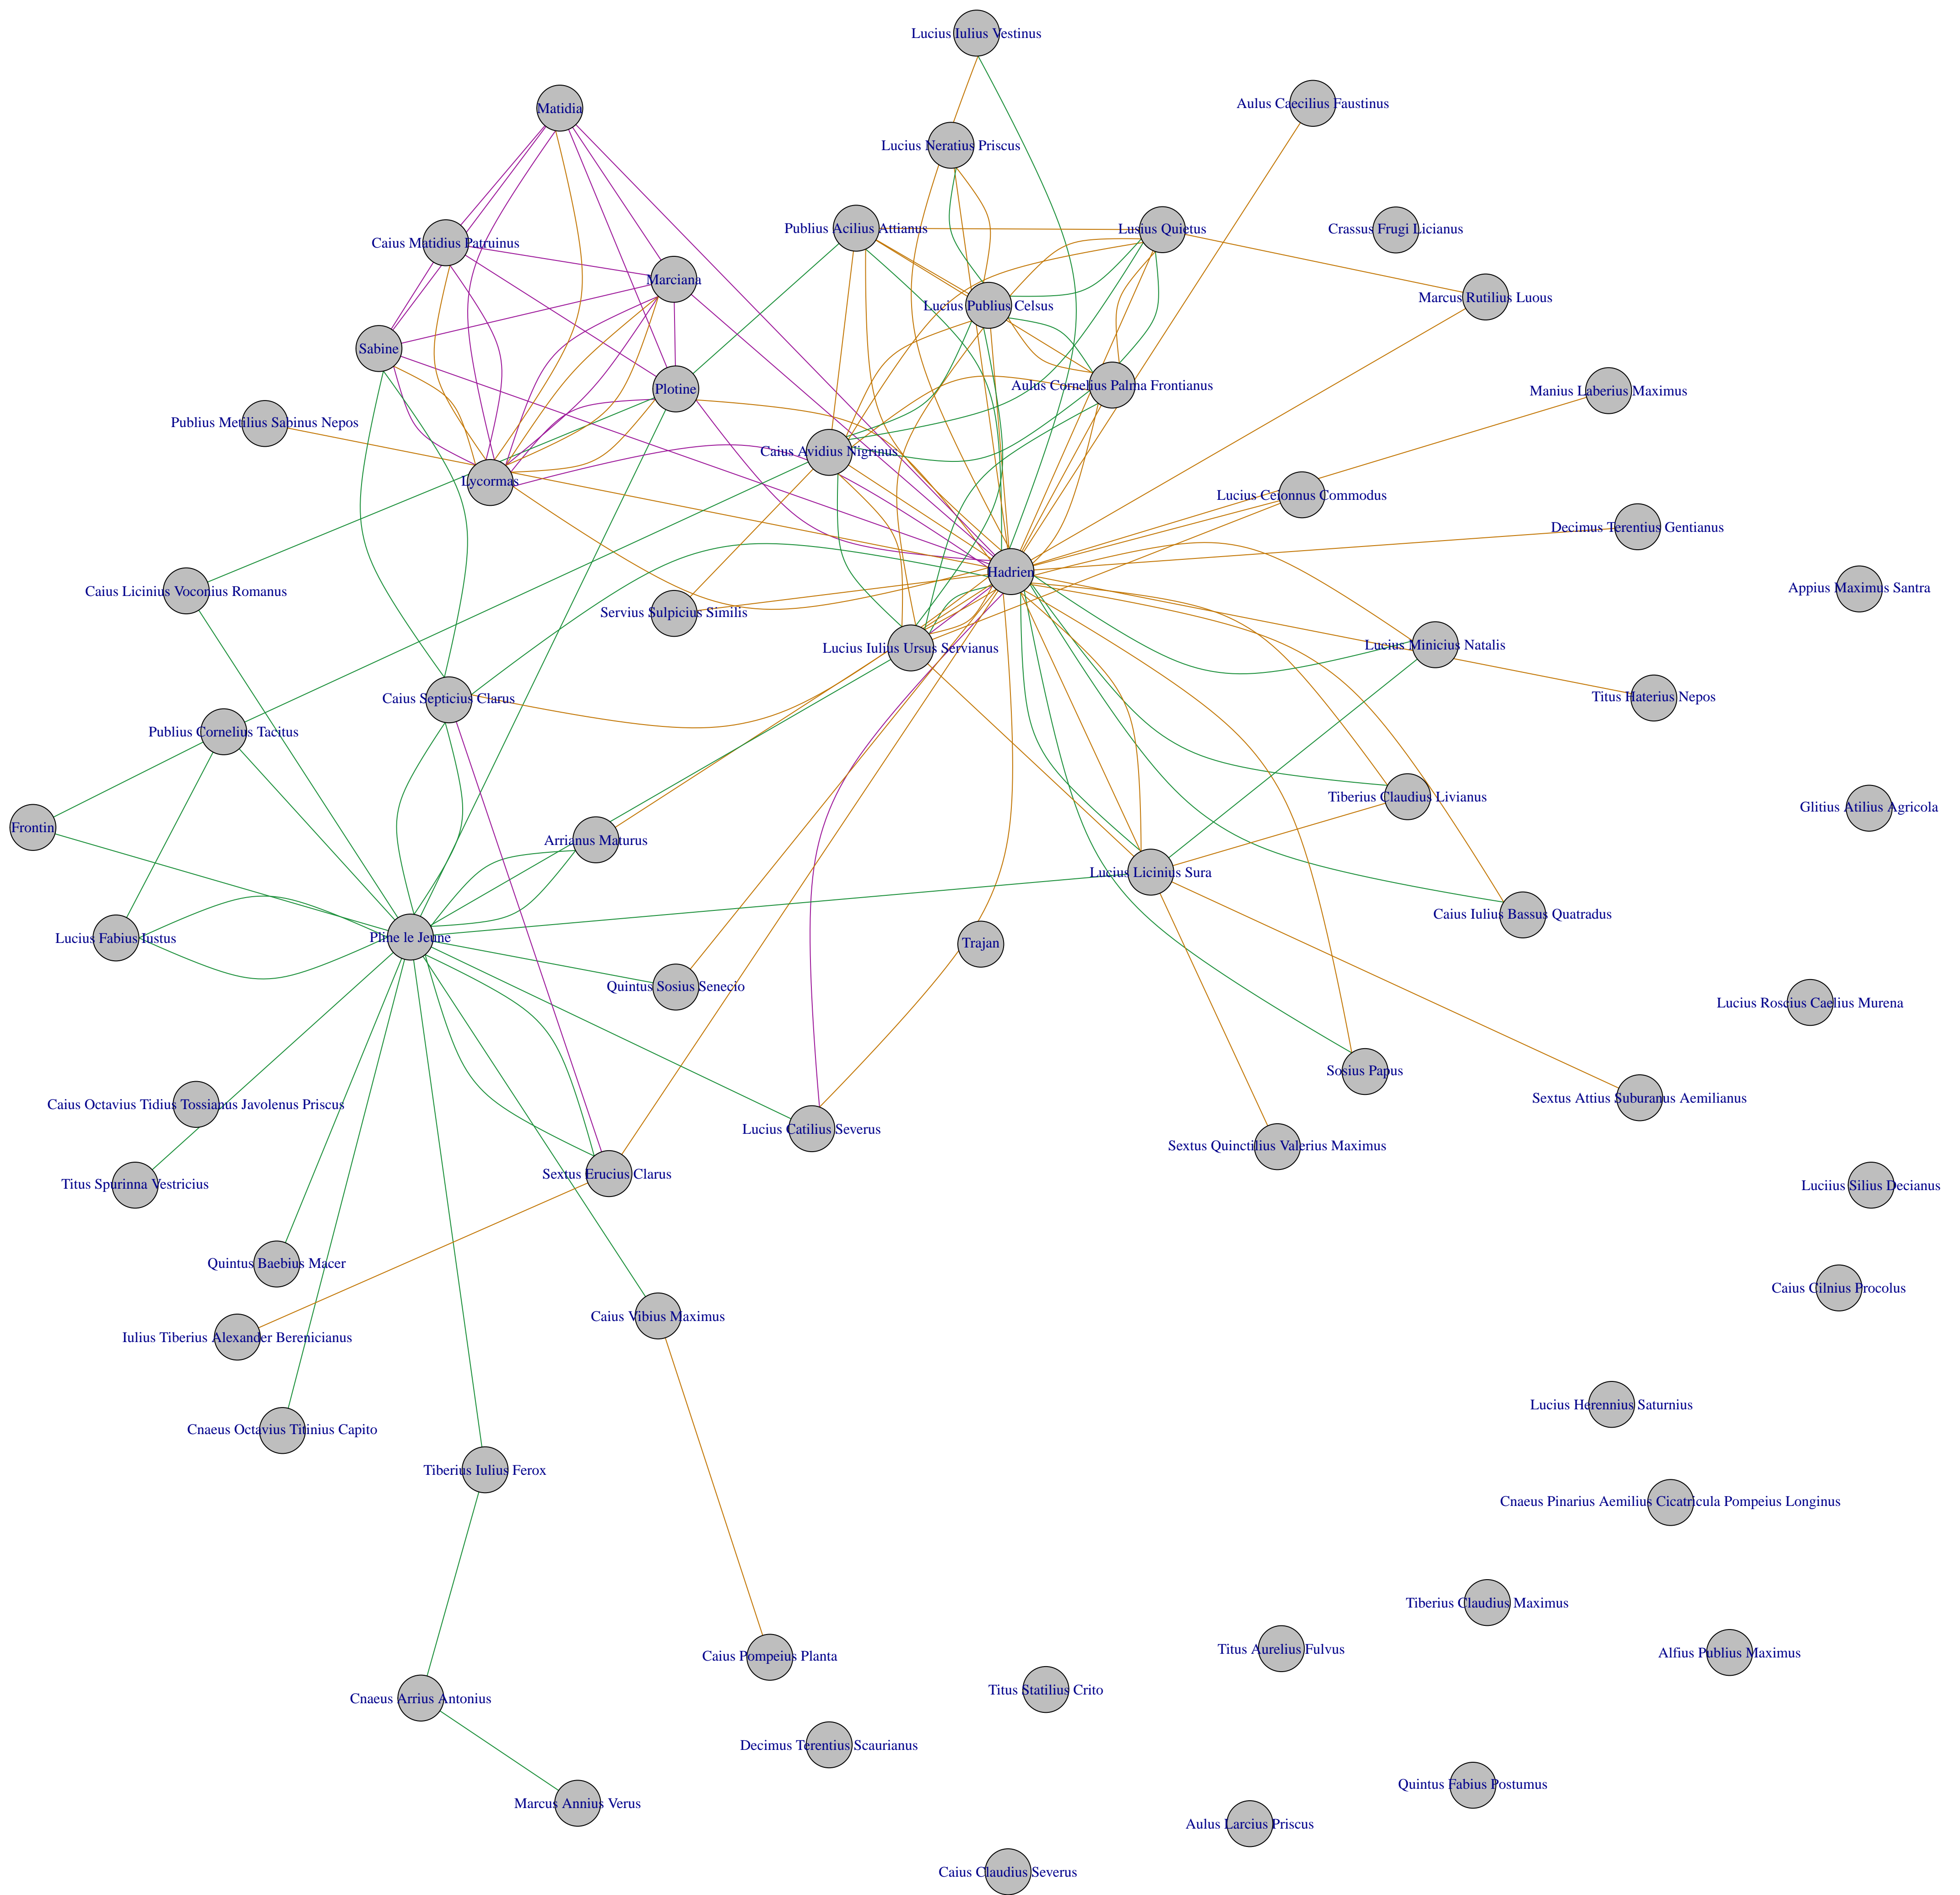 Lucius Iulius Vestinus
Aulus Caecilius Faustinus
Matidia
Lucius Neratius Priscus
Publius Acilius Attianus
Lusius Quietus
Crassus Frugi Licianus
Caius Matidius Patruinus
Marciana
Marcus Rutilius Luous
Lucius Publius Celsus
Sabine
Plotine
Aulus Cornelius Palma Frontianus
Manius Laberius Maximus
Publius Metilius Sabinus Nepos
Caius Avidius Nigrinus
Lycormas
Lucius Ceionnus Commodus
Decimus Terentius Gentianus
Hadrien
Caius Licinius Voconius Romanus
Appius Maximus Santra
Servius Sulpicius Similis
Lucius Iulius Ursus Servianus
Lucius Minicius Natalis
Caius Septicius Clarus
Titus Haterius Nepos
Publius Cornelius Tacitus
Tiberius Claudius Livianus
Glitius Atilius Agricola
Frontin
Arrianus Maturus
Lucius Licinius Sura
Caius Iulius Bassus Quatradus
Lucius Fabius Iustus
Pline le Jeune
Trajan
Quintus Sosius Senecio
Lucius Roscius Caelius Murena
Sosius Papus
Sextus Attius Suburanus Aemilianus
Caius Octavius Tidius Tossianus Javolenus Priscus
Lucius Catilius Severus
Sextus Quinctilius Valerius Maximus
Sextus Erucius Clarus
Titus Spurinna Vestricius
Luciius Silius Decianus
Quintus Baebius Macer
Caius Cilnius Procolus
Caius Vibius Maximus
Iulius Tiberius Alexander Berenicianus
Lucius Herennius Saturnius
Cnaeus Octavius Titinius Capito
Tiberius Iulius Ferox
Cnaeus Pinarius Aemilius Cicatricula Pompeius Longinus
Tiberius Claudius Maximus
Titus Aurelius Fulvus
Alfius Publius Maximus
Caius Pompeius Planta
Titus Statilius Crito
Cnaeus Arrius Antonius
Decimus Terentius Scaurianus
Quintus Fabius Postumus
Marcus Annius Verus
Aulus Larcius Priscus
Caius Claudius Severus